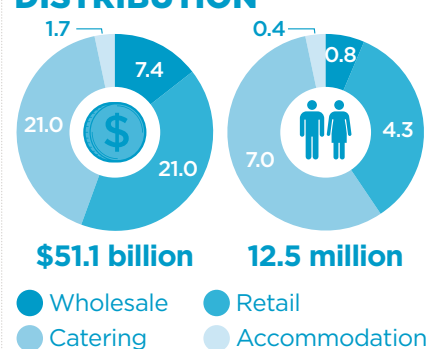 DISTRIBUTION
1.7
7.4
21.0
21.0
$
0.4
0.8
4.3
7.0
$51.1 billion
12.5 million
Wholesale
Retail
Catering
Accommodation